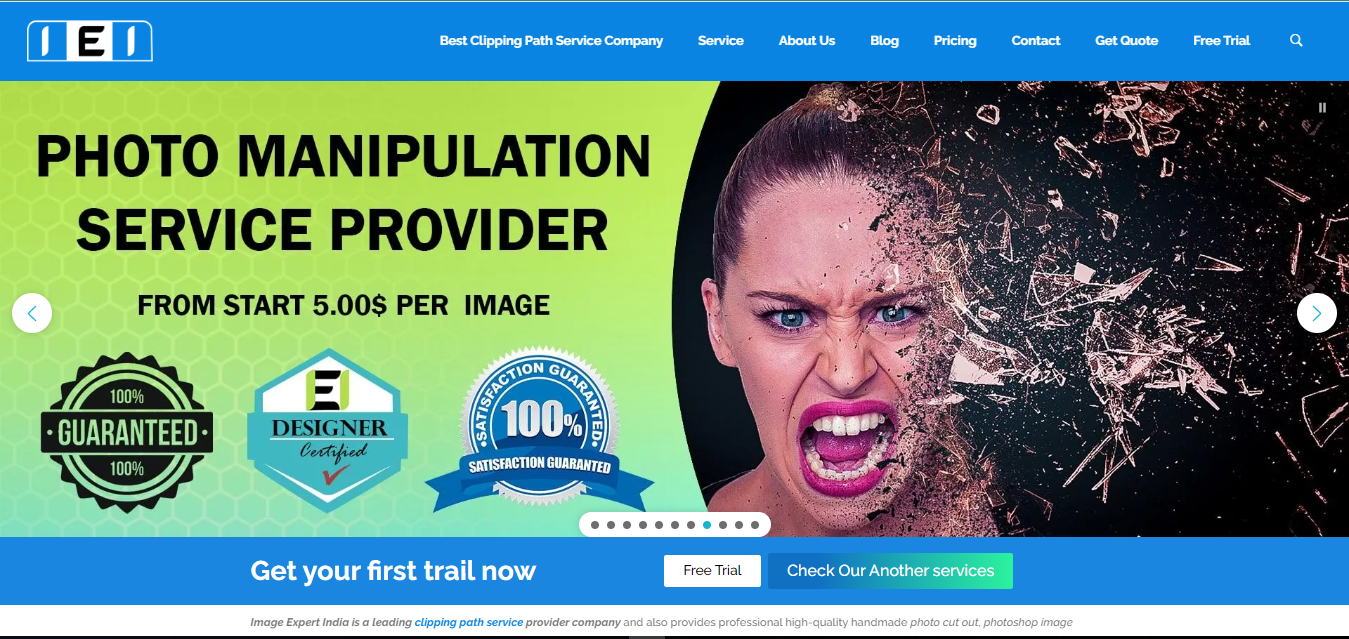 IEI
Best Clipping Path Service Company Service About Us Blog Pricing Contact Get Quote Free Trial
PHOTO MANIPULATION
SERVICE PROVIDER
FROM START 5.00$ PER IMAGE
100%
GUARANTEED
100%
EI
DESIGNER
Certified
SATISFACTION GUARANTEED
100%
SATISFACTION GUARANTEED
Get your first trail now
Free Trial
Check Our Another services
Image Expert India is a leading clipping path service provider company and also provides professional high-quality handmade photo cut out, photoshop image